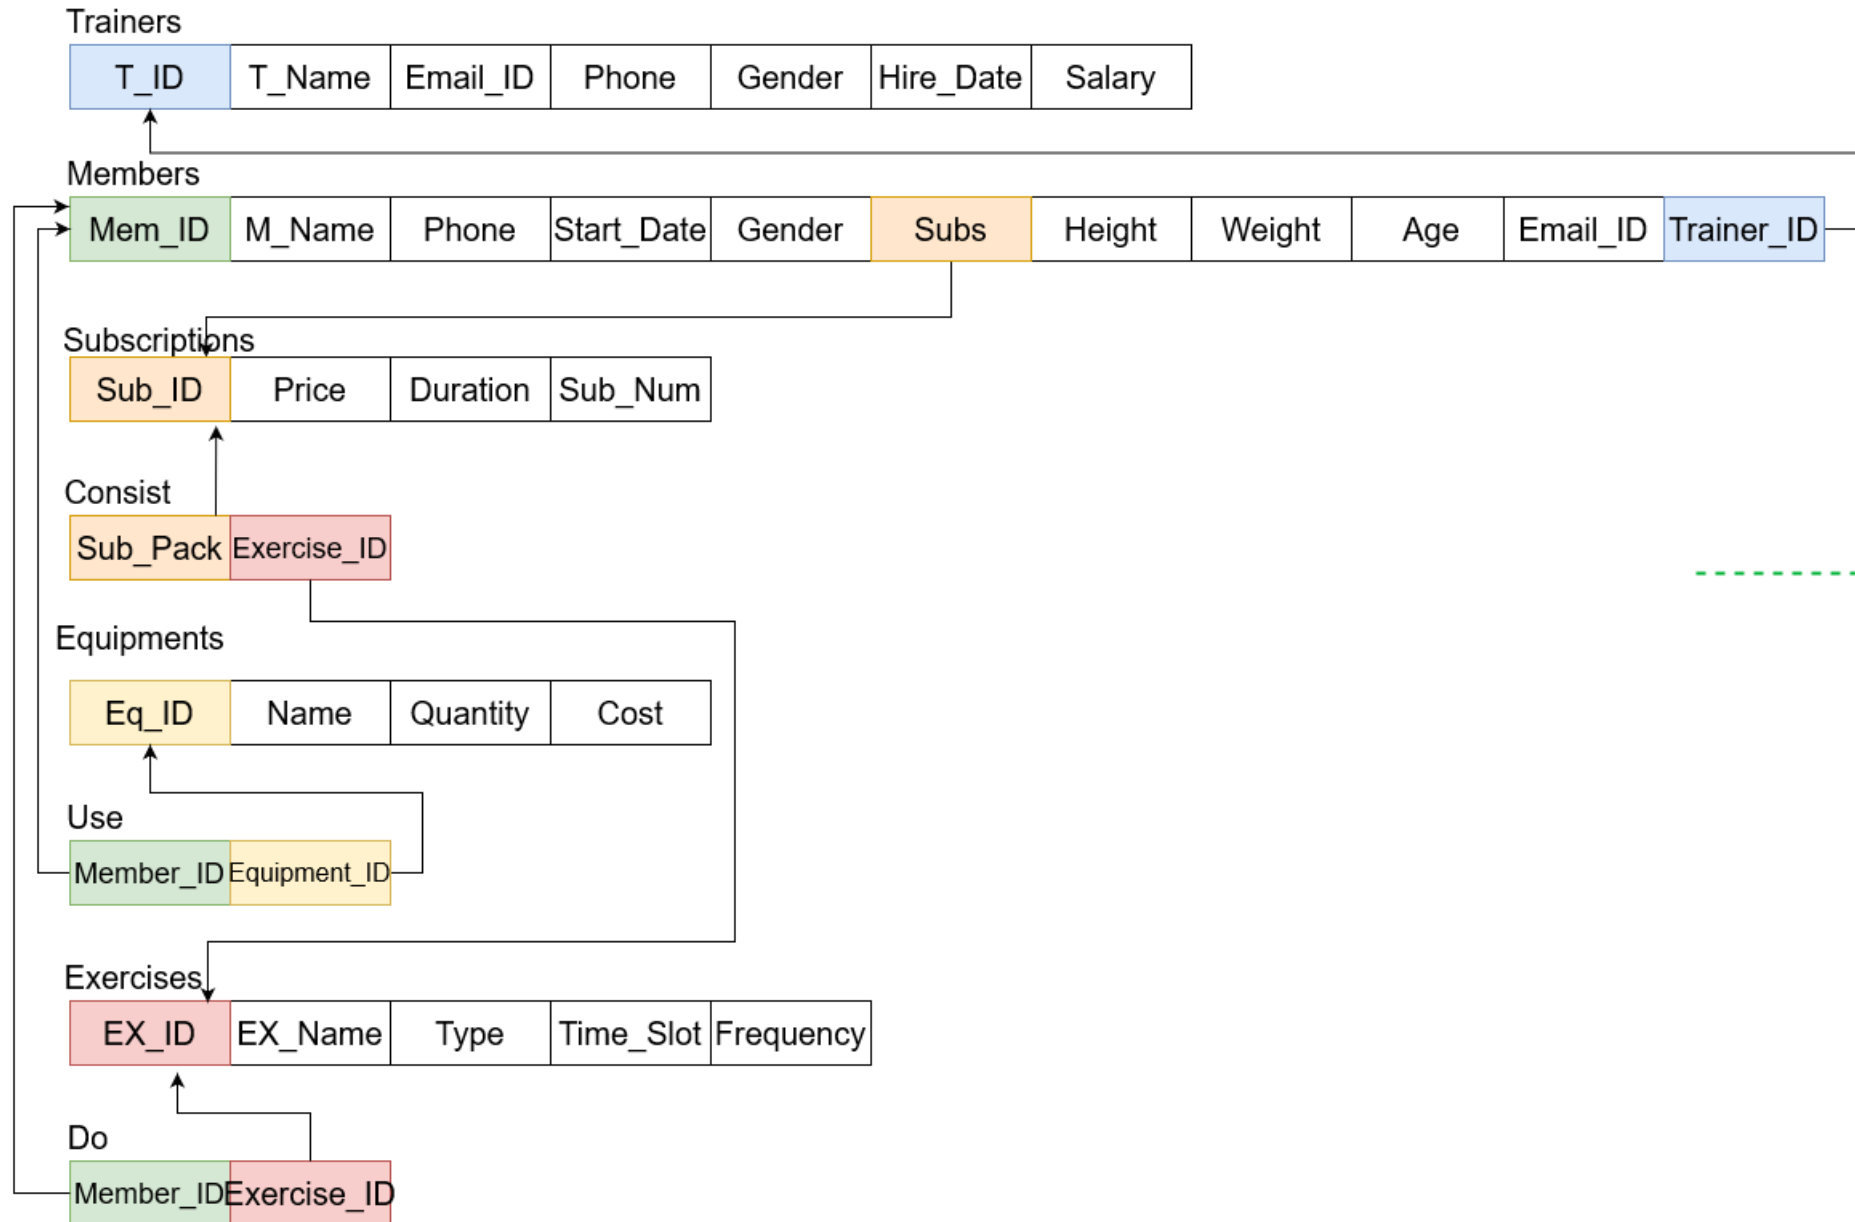 Trainers
T_ID T_Name Email_ID Phone Gender Hire_Date Salary
Members
Mem_ID M_Name Phone Start_Date Gender Subs Height Weight Age Email_ID Trainer_ID
Subscriptions
Sub_ID Price Duration Sub_Num
Consist
Sub_Pack Exercise_ID
Equipments
Eq_ID Name Quantity Cost
Use
Member_ID Equipment_ID
Exercises
EX_ID EX_Name Type Time_Slot Frequency
Do
Member_ID Exercise_ID